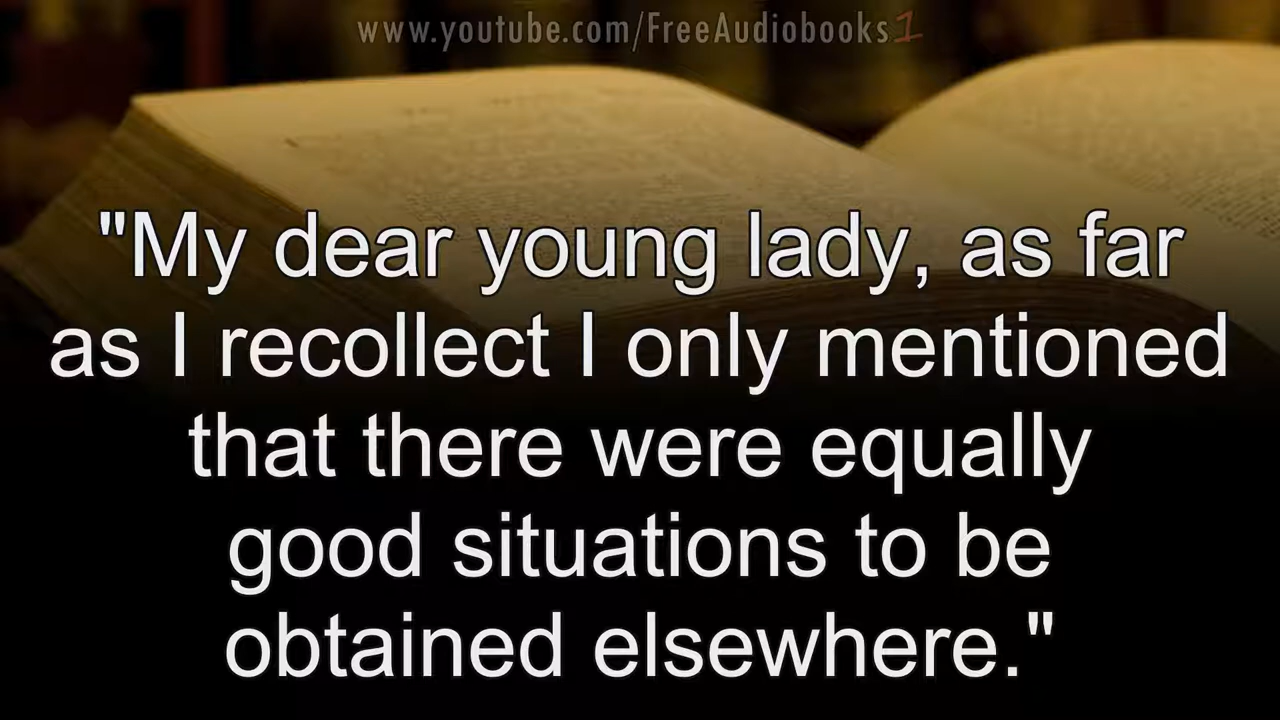 www.youtube.com/FreeAudiobooks1
"My dear young lady, as far
as I recollect I only mentioned
that there were equally
good situations to be
obtained elsewhere."